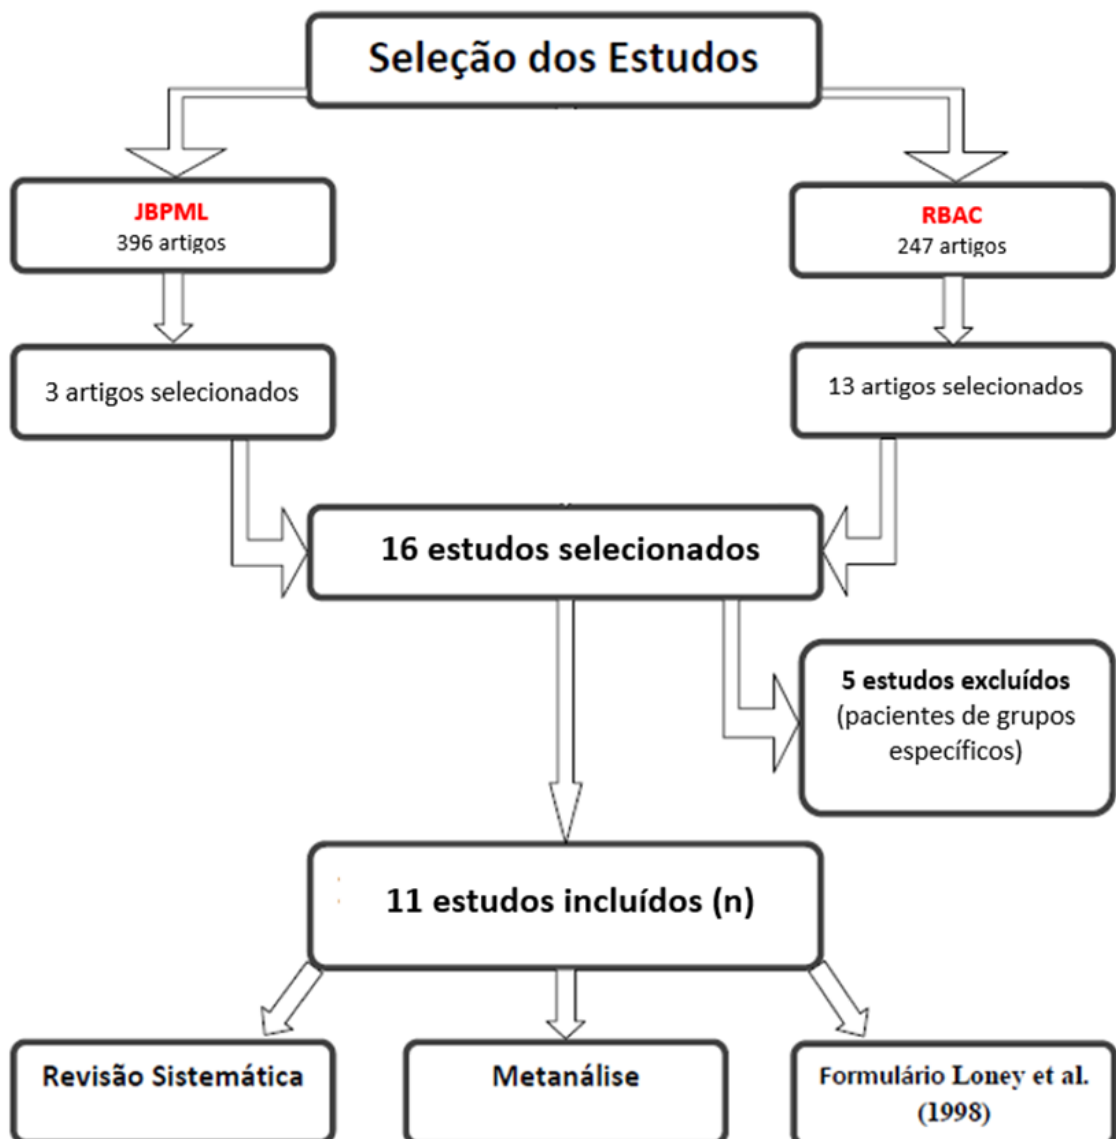 Seleção dos Estudos
JBPML
396 artigos
RBAC
247 artigos
3 artigos selecionados
13 artigos selecionados
16 estudos selecionados
5 estudos excluídos
(pacientes de grupos
específicos)
11 estudos incluídos (n)
Revisão Sistemática
Metanálise
Formulário Loney et al.
(1998)